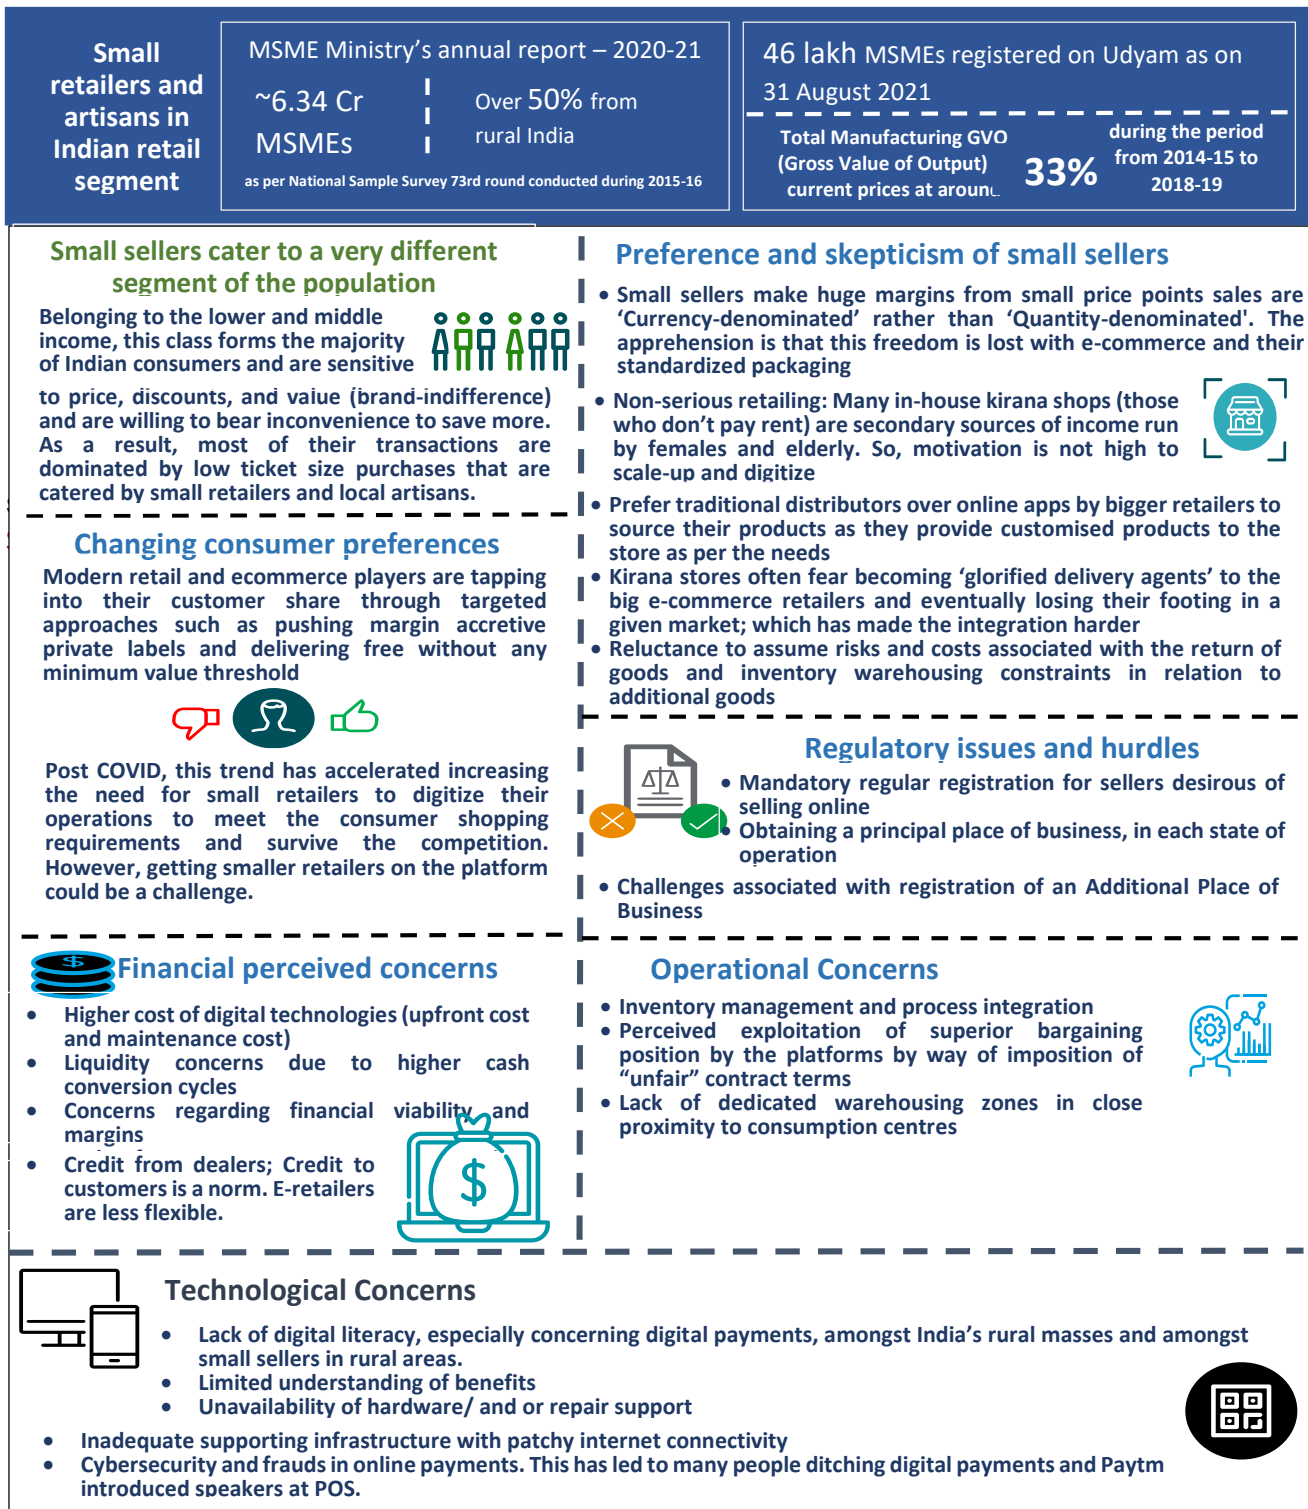 Small
retailers and
artisans in
Indian retail
segment
MSME Ministry’s annual report – 2020-21
~6.34 Cr
MSMEs
Over 50% from
rural India
as per National Sample Survey 73rd round conducted during 2015-16
46 lakh MSMEs registered on Udyam as on
31 August 2021
Total Manufacturing GVO
(Gross Value of Output)
current prices at around
33%
during the period
from 2014-15 to
2018-19
Small sellers cater to a very different
segment of the population
Belonging to the lower and middle
income, this class forms the majority
of Indian consumers and are sensitive
to price, discounts, and value (brand-indifference)
and are willing to bear inconvenience to save more.
As a result, most of their transactions are
dominated by low ticket size purchases that are
catered by small retailers and local artisans.
Changing consumer preferences
Modern retail and ecommerce players are tapping
into their customer share through targeted
approaches such as pushing margin accretive
private labels and delivering free without any
minimum value threshold
Post COVID, this trend has accelerated increasing
the need for small retailers to digitize their
operations to meet the consumer shopping
requirements and survive the competition.
However, getting smaller retailers on the platform
could be a challenge.
$
Financial perceived concerns
• Higher cost of digital technologies (upfront cost
and maintenance cost)
• Liquidity concerns due to higher cash
conversion cycles
• Concerns regarding financial viability and
margins
• Credit from dealers; Credit to
customers is a norm. E-retailers
are less flexible.
$
Preference and skepticism of small sellers
• Small sellers make huge margins from small price points sales are
‘Currency-denominated’ rather than ‘Quantity-denominated'. The
apprehension is that this freedom is lost with e-commerce and their
standardized packaging
• Non-serious retailing: Many in-house kirana shops (those
who don’t pay rent) are secondary sources of income run
by females and elderly. So, motivation is not high to
scale-up and digitize
• Prefer traditional distributors over online apps by bigger retailers to
source their products as they provide customised products to the
store as per the needs
• Kirana stores often fear becoming ‘glorified delivery agents’ to the
big e-commerce retailers and eventually losing their footing in a
given market; which has made the integration harder
• Reluctance to assume risks and costs associated with the return of
goods and inventory warehousing constraints in relation to
additional goods
Regulatory issues and hurdles
• Mandatory regular registration for sellers desirous of
selling online
• Obtaining a principal place of business, in each state of
operation
• Challenges associated with registration of an Additional Place of
Business
Operational Concerns
• Inventory management and process integration
• Perceived exploitation of superior bargaining
position by the platforms by way of imposition of
“unfair” contract terms
• Lack of dedicated warehousing zones in close
proximity to consumption centres
Technological Concerns
• Lack of digital literacy, especially concerning digital payments, amongst India’s rural masses and amongst
small sellers in rural areas.
• Limited understanding of benefits
• Unavailability of hardware/ and or repair support
• Inadequate supporting infrastructure with patchy internet connectivity
• Cybersecurity and frauds in online payments. This has led to many people ditching digital payments and Paytm
introduced speakers at POS.